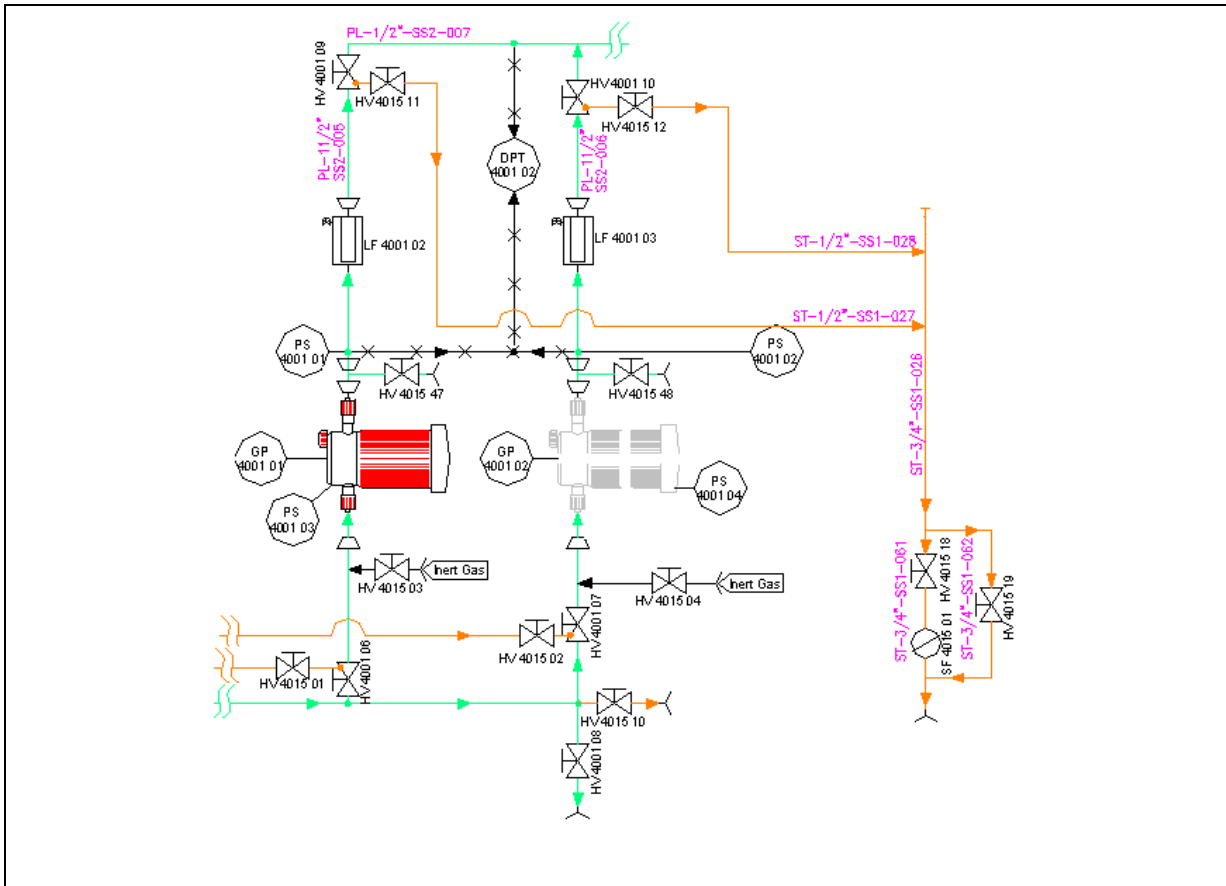 PL-1/2"-SS2-007
HV 4001 09
HV 4015 11
HV 4001 10
HV 4015 12
PL-11/2"
SS2-005
DPT
4001 02
PL-11/2"
SS2-006
LF 4001 02
LF 4001 03
ST-1/2"-SS1-028
ST-1/2"-SS1-027
PS
4001 01
PS
4001 02
HV 4015 47
HV 4015 48
ST-3/4"-SS1-026
GP
4001 01
GP
4001 02
PS
4001 03
PS
4001 04
HV 4015 03
Inert Gas
HV 4015 04
Inert Gas
ST-3/4"-SS1-061
HV 4015 18
ST-3/4"-SS1-062
HV 4015 19
SF 4015 01
HV 4015 02
HV 4001 07
HV 4015 01
HV 4001 06
HV 4015 10
HV 4001 08